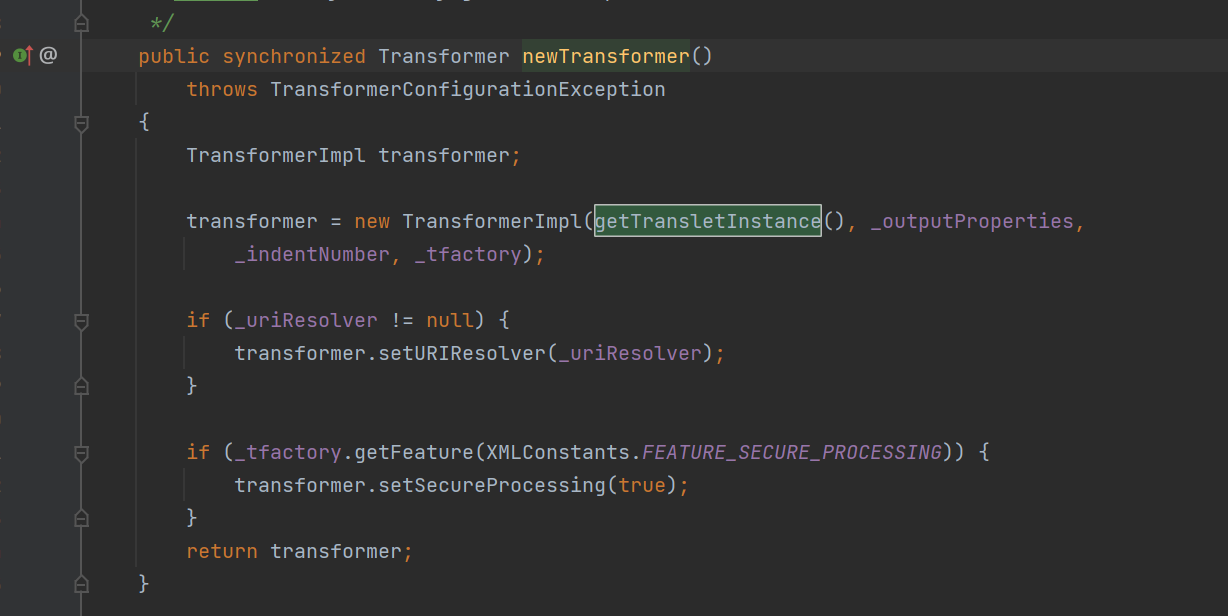 */
@ public synchronized Transformer newTransformer()
throws TransformerConfigurationException
{
TransformerImpl transformer;
transformer = new TransformerImpl(getTransletInstance(), _outputProperties,
_indentNumber, _tfactory);
if (_uriResolver != null) {
transformer.setURIResolver(_uriResolver);
}
if (_tfactory.getFeature(XMLConstants.FEATURE_SECURE_PROCESSING)) {
transformer.setSecureProcessing(true);
}
return transformer;
}